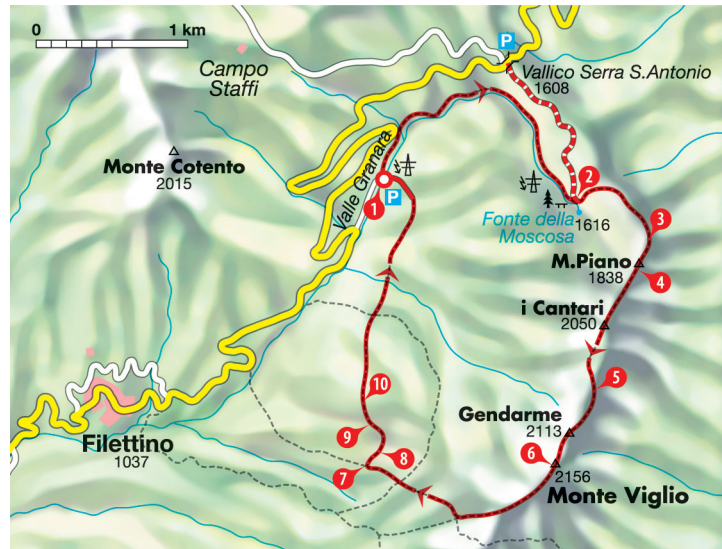 0
1 km
P
Campo
Staffi
Vallico Serra S.Antonio
1608
Monte Cotento
2015
Valle Granara
1
P
2
Fonte della
Moscosa
1616
3
M.Piano
1838
4
i Cantari
2050
5
10
9
Gendarme
2113
8
6
7
2156
Monte Viglio
Filettino
1037